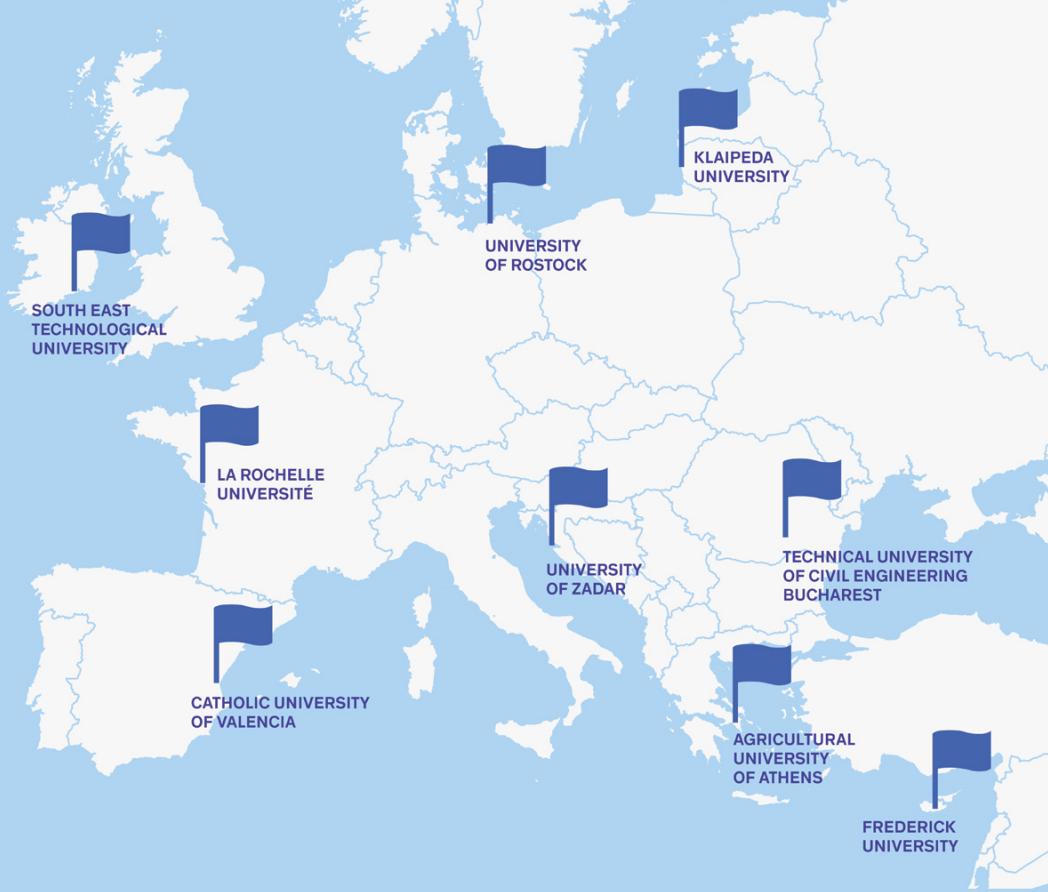 KLAIPEDA
UNIVERSITY
UNIVERSITY
OF ROSTOCK
SOUTH EAST
TECHNOLOGICAL
UNIVERSITY
LA ROCHELLE
UNIVERSITÉ
UNIVERSITY
OF ZADAR
TECHNICAL UNIVERSITY
OF CIVIL ENGINEERING
BUCHAREST
CATHOLIC UNIVERSITY
OF VALENCIA
AGRICULTURAL
UNIVERSITY
OF ATHENS
FREDERICK
UNIVERSITY